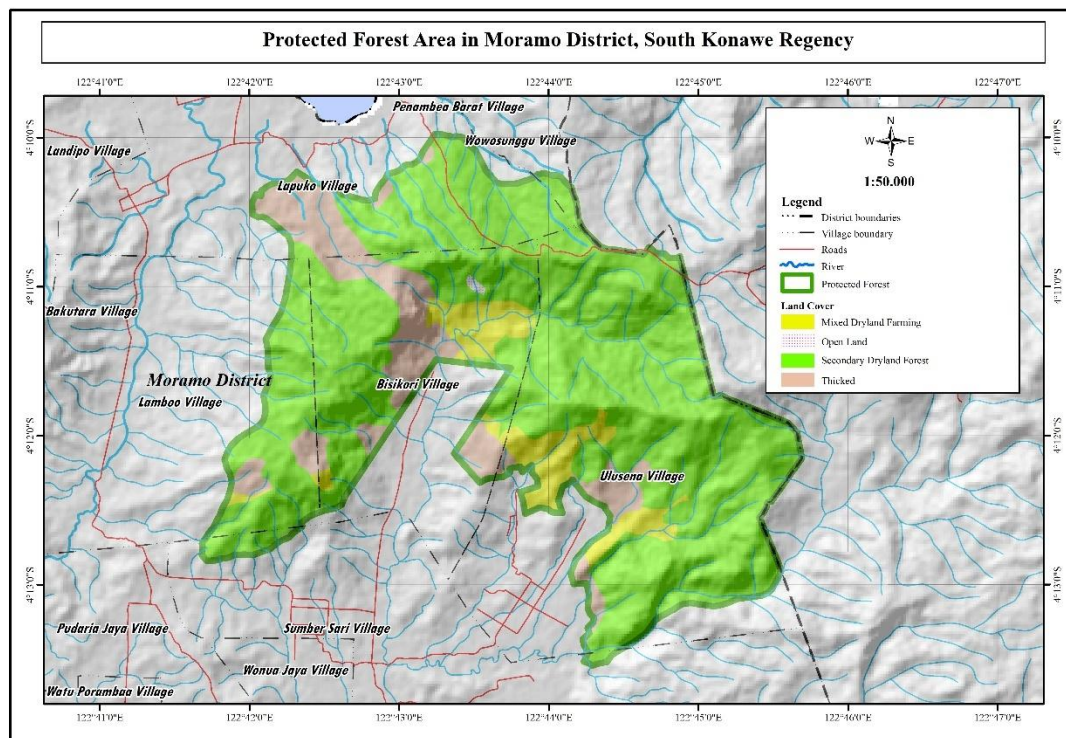 Protected Forest Area in Moramo District, South Konawe Regency
122°41'0"E 122°42'0"E 122°43'0"E 122°44'0"E 122°45'0"E 122°46'0"E 122°47'0"E
Penambea Barat Village
Wowosunggu Village
4°10'0"S 4°10'0"S
Landipo Village
Lapuko Village
4°11'0"S 4°11'0"S
Bakutara Village
Moramo District
Bisikori Village
Lamboo Village
4°12'0"S 4°12'0"S
Ulusena Village
4°13'0"S 4°13'0"S
Pudaria Jaya Village
Sumber Sari Village
Wonua Jaya Village
Watu Porambaa Village
122°41'0"E 122°42'0"E 122°43'0"E 122°44'0"E 122°45'0"E 122°46'0"E 122°47'0"E
N
W E
S
1:50.000
Legend
District boundaries
Village boundary
Roads
River
Protected Forest
Land Cover
Mixed Dryland Farming
Open Land
Secondary Dryland Forest
Thicked